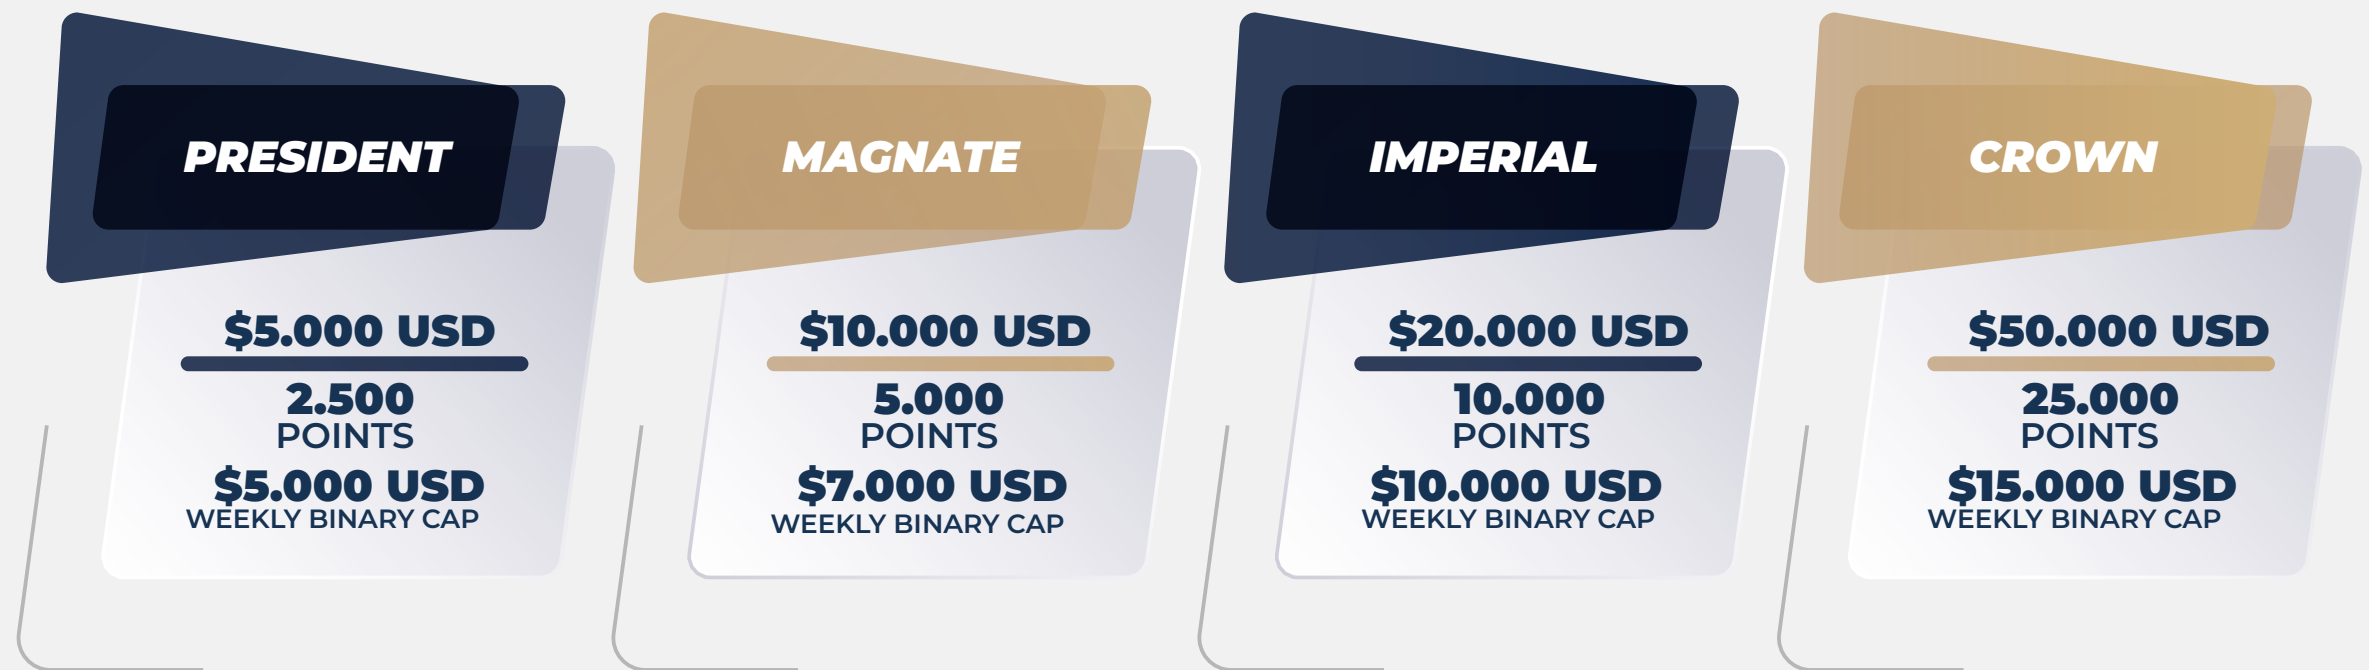 PRESIDENT
$5.000 USD
2.500
POINTS
$5.000 USD
WEEKLY BINARY CAP
MAGNATE
$10.000 USD
5.000
POINTS
$7.000 USD
WEEKLY BINARY CAP
IMPERIAL
$20.000 USD
10.000
POINTS
$10.000 USD
WEEKLY BINARY CAP
CROWN
$50.000 USD
25.000
POINTS
$15.000 USD
WEEKLY BINARY CAP